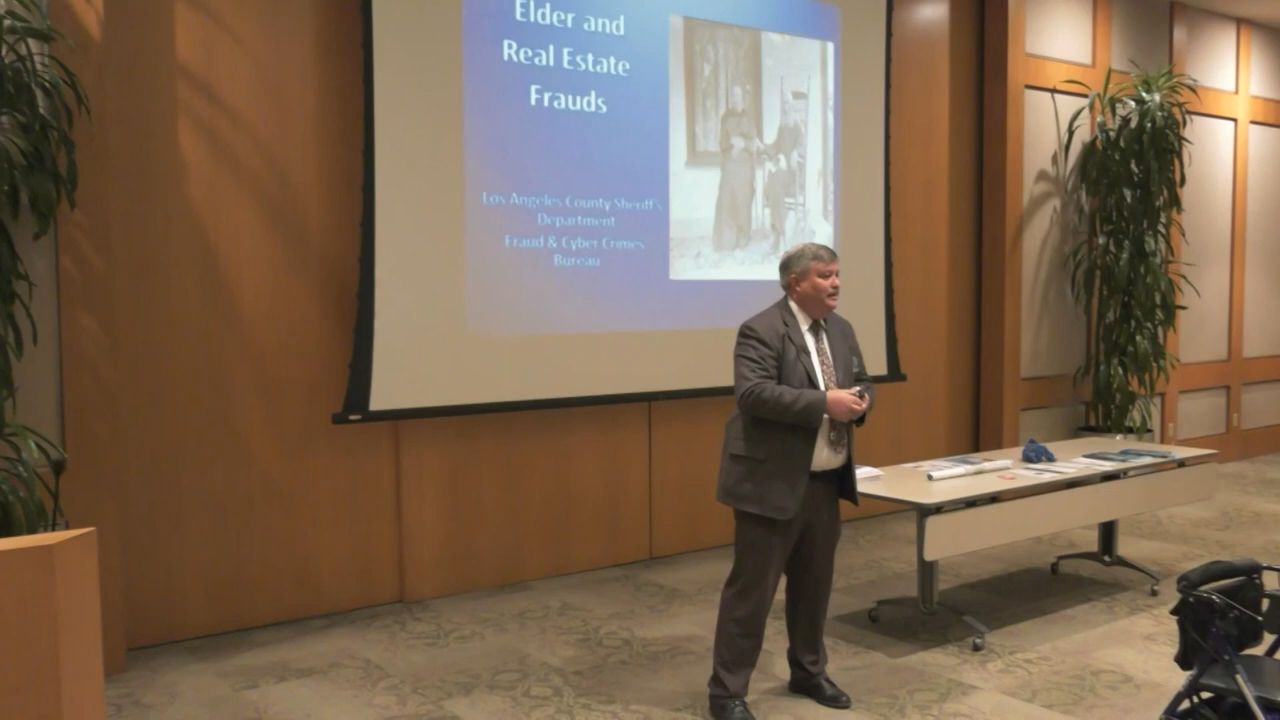 Elder and
Real Estate
Frauds
Los Angeles County Sheriff's
Department
Fraud & Cyber Crimes
Bureau